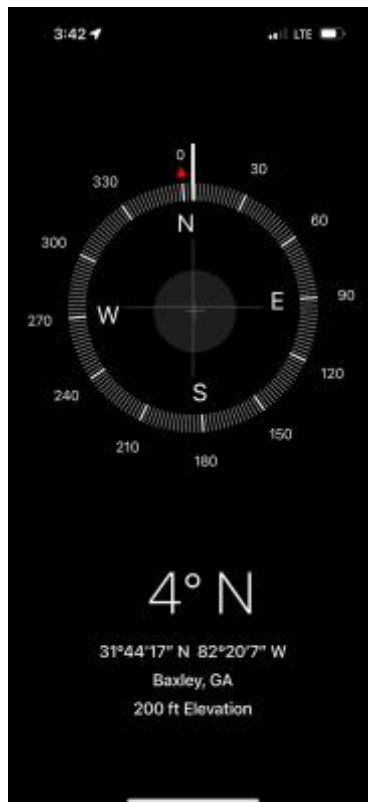 3:42 LTE
0
330 30
N
300 60
W E 90
270
240 S 120
210 180 150
4° N
31°44'17" N 82°20'7" W
Baxley, GA
200 ft Elevation